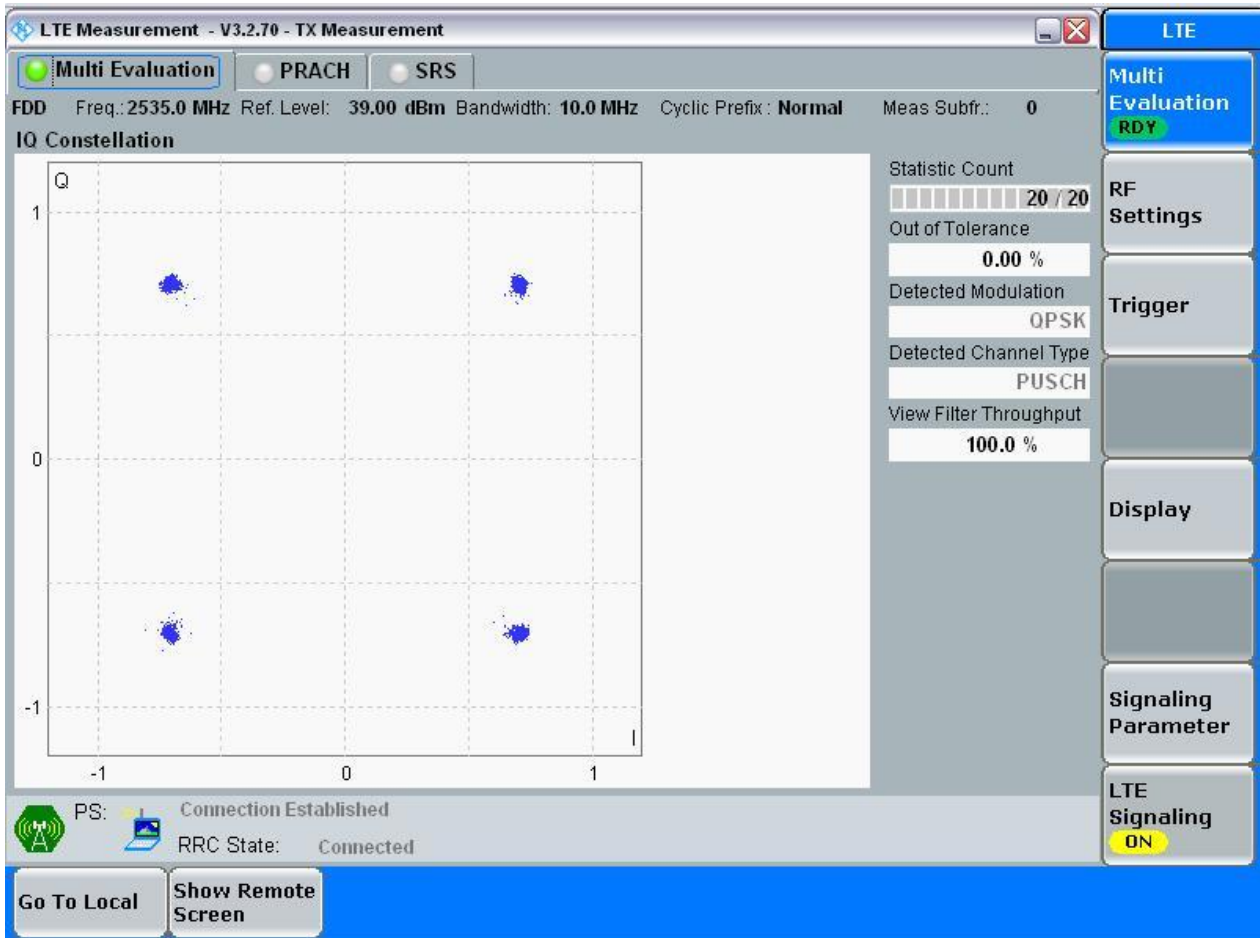 LTE Measurement - V3.2.70 - TX Measurement
LTE
Multi Evaluation
PRACH
SRS
FDD Freq.: 2535.0 MHz Ref. Level: 39.00 dBm Bandwidth: 10.0 MHz Cyclic Prefix : Normal Meas Subfr.: 0
IQ Constellation
Q
1
0
-1
-1 0 1
I
Statistic Count
20 / 20
Out of Tolerance
0.00 %
Detected Modulation
QPSK
Detected Channel Type
PUSCH
View Filter Throughput
100.0 %
Multi
Evaluation
RDY
RF
Settings
Trigger
Display
Signaling
Parameter
LTE
Signaling
ON
PS: Connection Established
RRC State: Connected
Go To Local
Show Remote
Screen